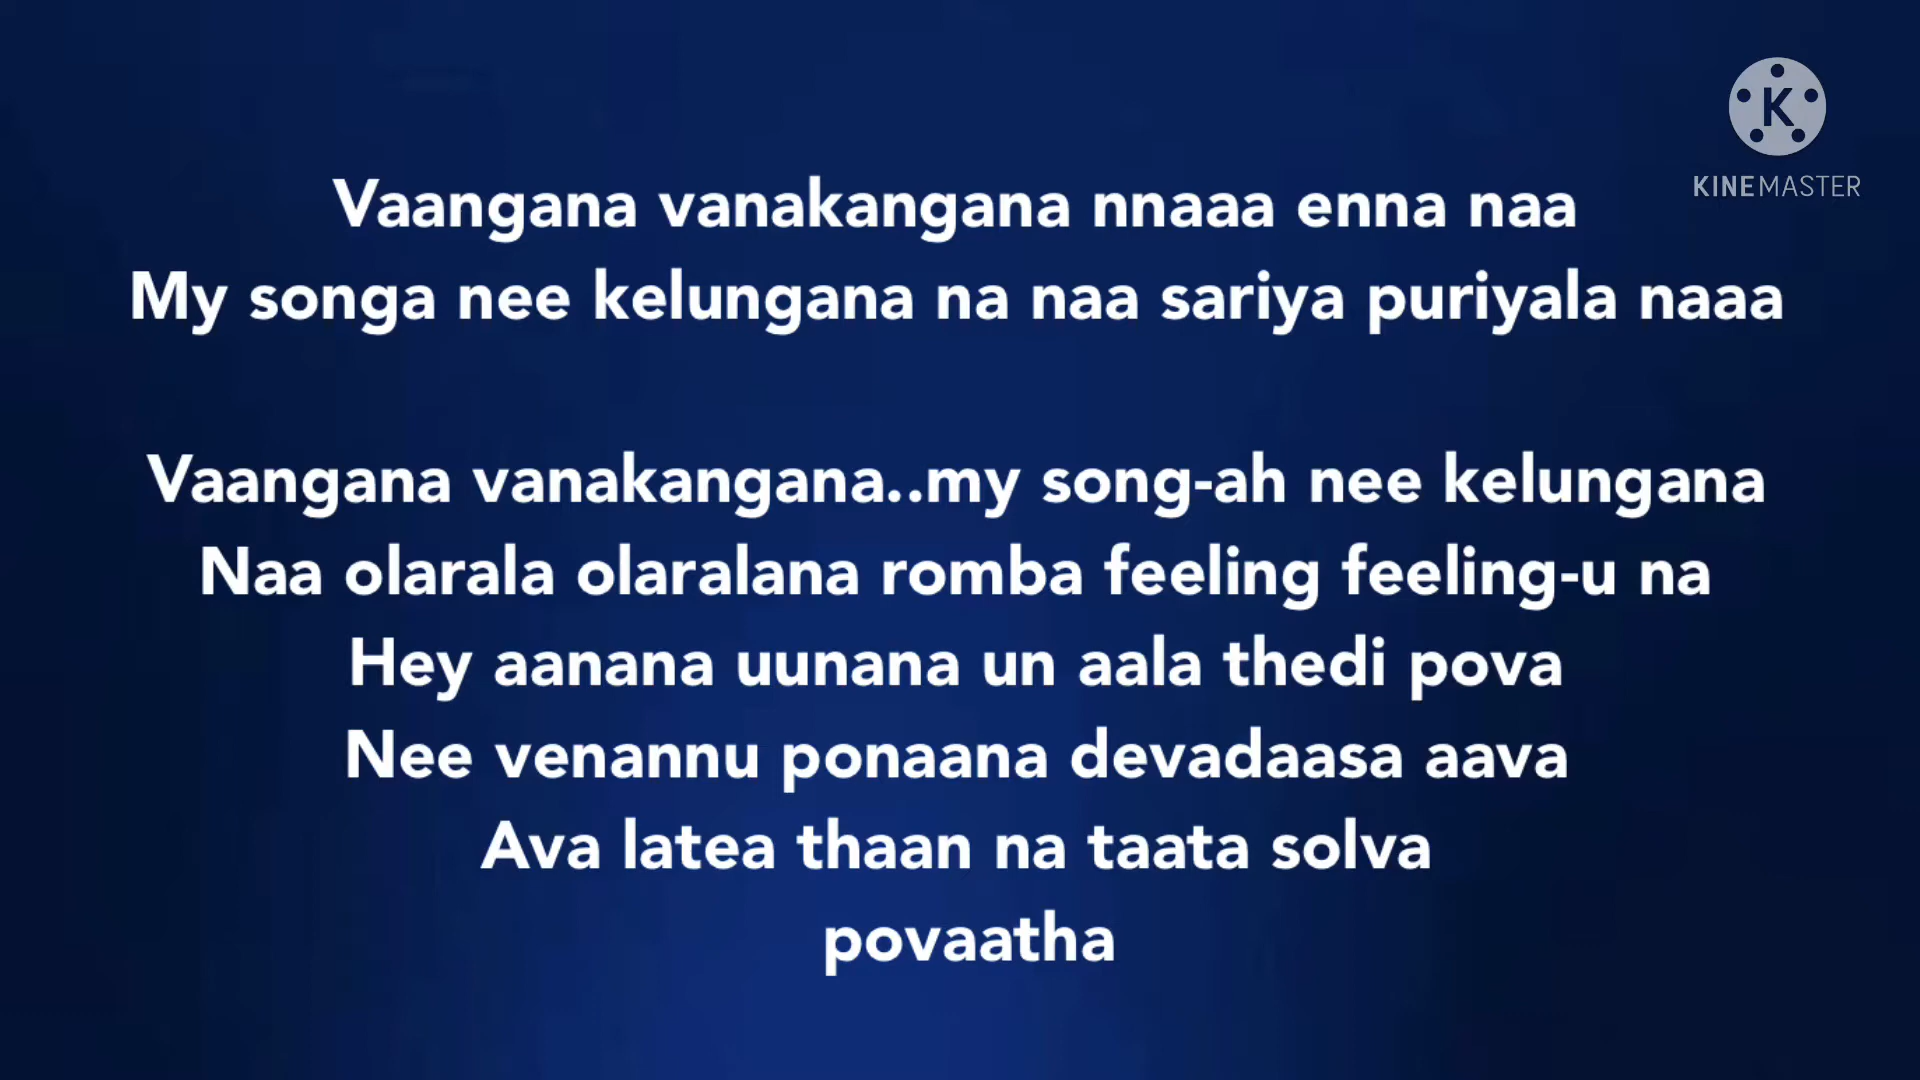 K
KINEMASTER
Vaangana vanakangana nnaaa enna naa
My songa nee kelungana na naa sariya puriyala naaa
Vaangana vanakangana..my song-ah nee kelungana
Naa olarala olaralana romba feeling feeling-u na
Hey aanana uunana un aala thedi pova
Nee venannu ponaana devadaasa aava
Ava latea thaan na taata solva
povaatha